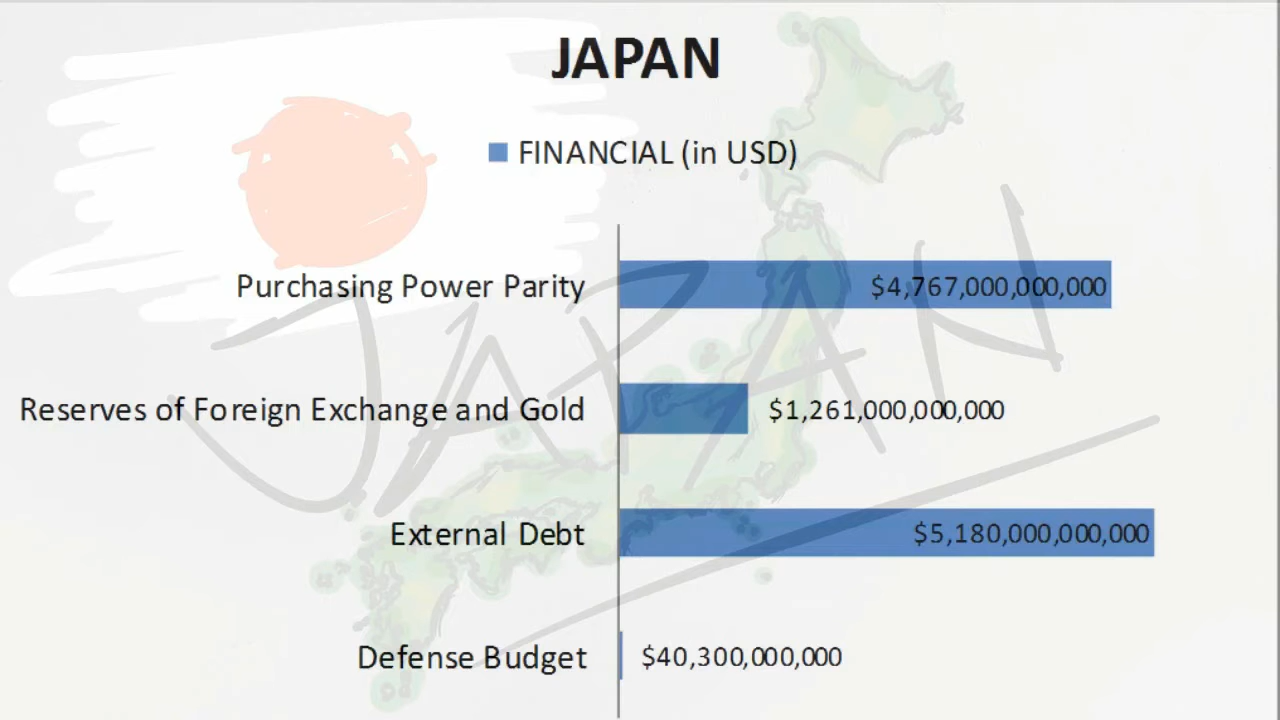 JAPAN
FINANCIAL (in USD)
Purchasing Power Parity $4,767,000,000,000
Reserves of Foreign Exchange and Gold $1,261,000,000,000
External Debt $5,180,000,000,000
Defense Budget $40,300,000,000
JAPAN